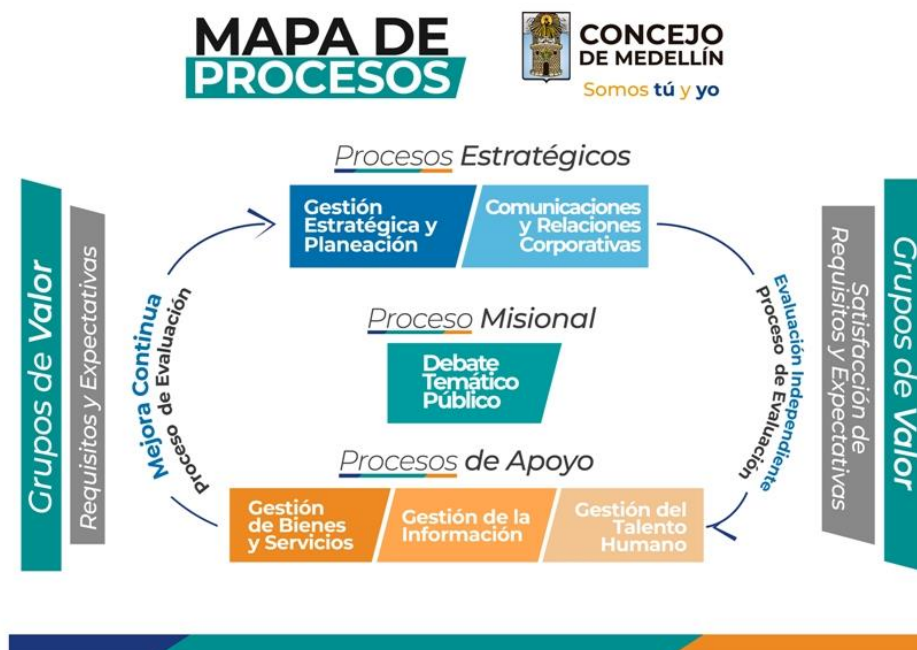 MAPA DE
PROCESOS
CONCEJO
DE MEDELLÍN
Somos tú y yo
Grupos de Valor
Requisitos y Expectativas
Mejora Continua
Proceso de Evaluación
Procesos Estratégicos
Gestión
Estratégica y
Planeación
Comunicaciones
y Relaciones
Corporativas
Proceso Misional
Debate
Temático
Público
Procesos de Apoyo
Gestión
de Bienes
y Servicios
Gestión de la
Información
Gestión del
Talento
Humano
Evaluación Independiente
Proceso de Evaluación
Satisfacción de
Requisitos y Expectativas
Grupos de Valor